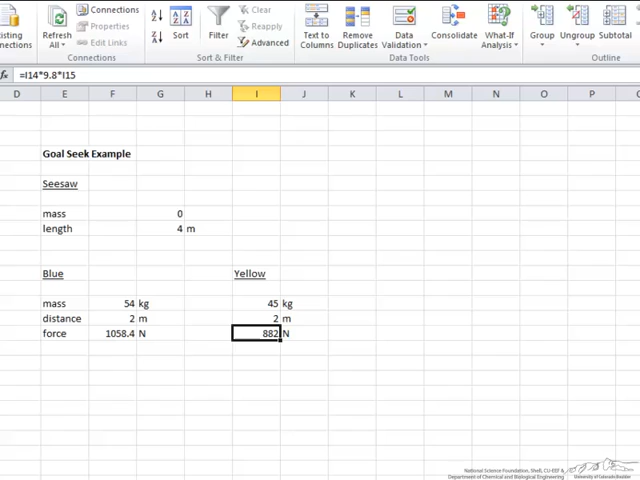 isting
nnections
Refresh
All
Connections
Properties
Edit Links
Connections
Sort
Filter
Clear
Reapply
Advanced
Sort & Filter
Text to
Columns
Remove
Duplicates
Data
Validation
Consolidate
What-If
Analysis
Data Tools
Group
Ungroup
Subtotal
Outline
fx =I14*9.8*I15
D E F G H I J K L M N O P
Goal Seek Example
Seesaw
mass 0
length 4 m
Blue Yellow
mass 54 kg 45 kg
distance 2 m 2 m
force 1058.4 N 882 N
National Science Foundation, Shell, CU-EEF &
Department of Chemical and Biological Engineering
University of Colorado Boulder